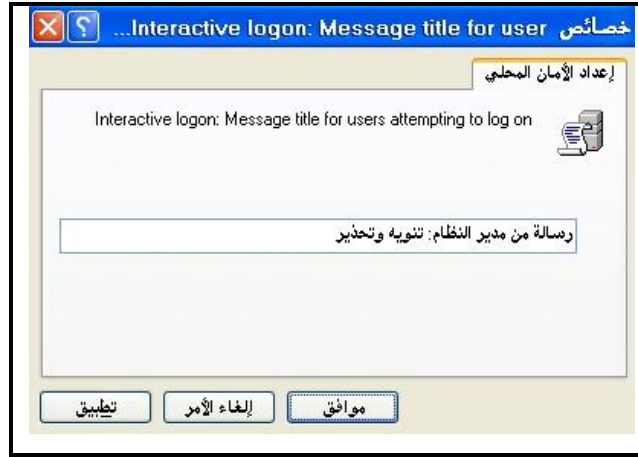 خصائص Interactive logon: Message title for user...
إعداد الأمان المحلي
Interactive logon: Message title for users attempting to log on
رسالة من مدير النظام: تنويه وتحذير
موافق
إلغاء الأمر
تطبيق